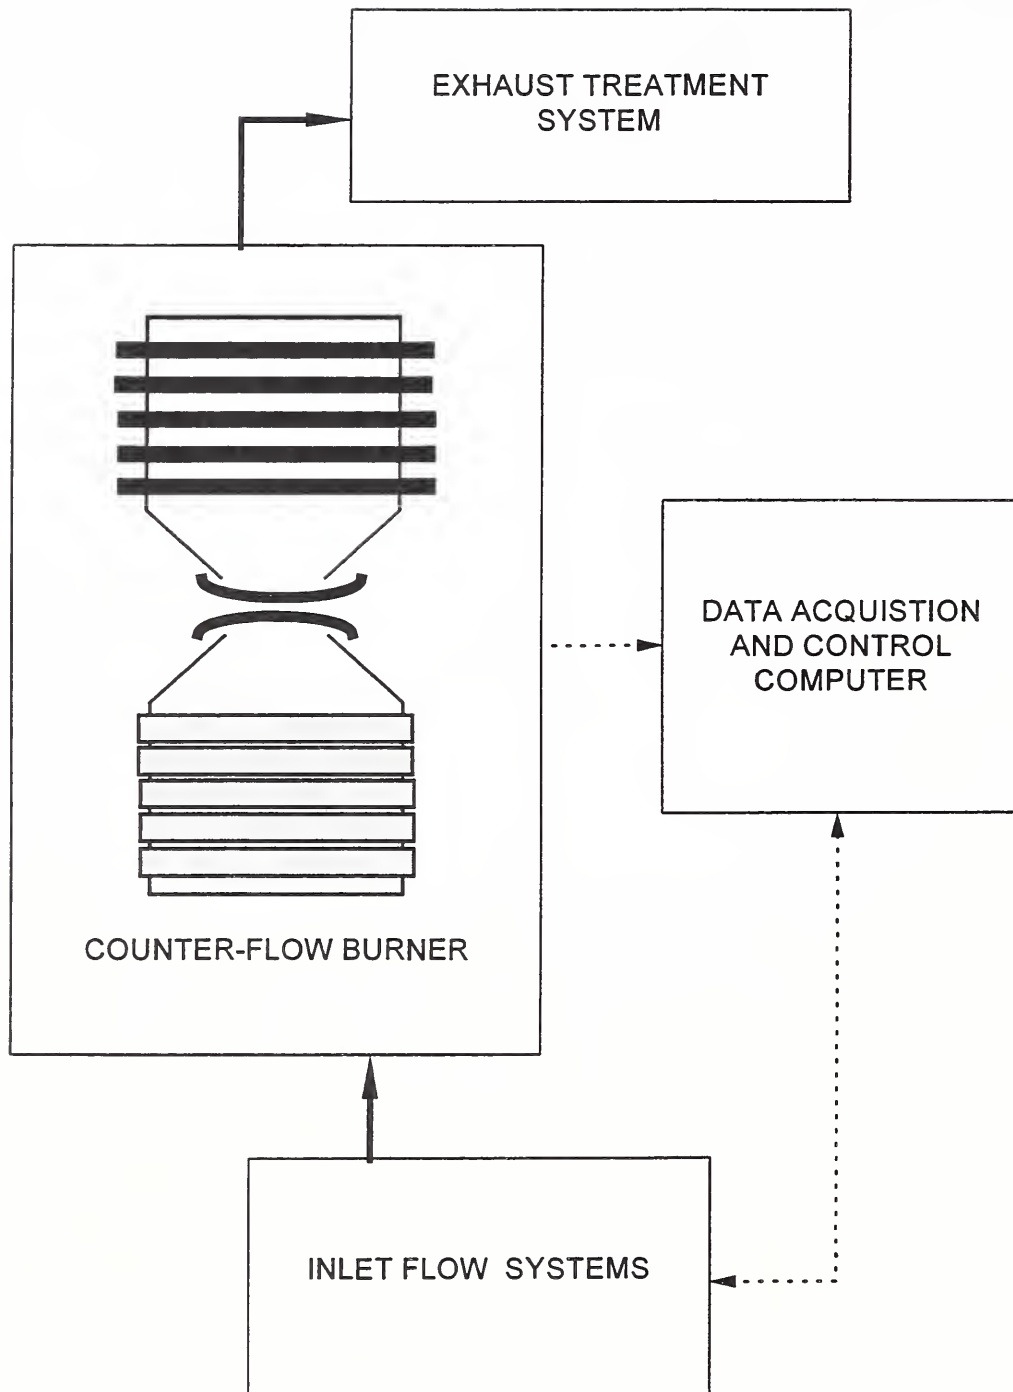 EXHAUST TREATMENT
SYSTEM
DATA ACQUISTION
AND CONTROL
COMPUTER
COUNTER-FLOW BURNER
INLET FLOW SYSTEMS